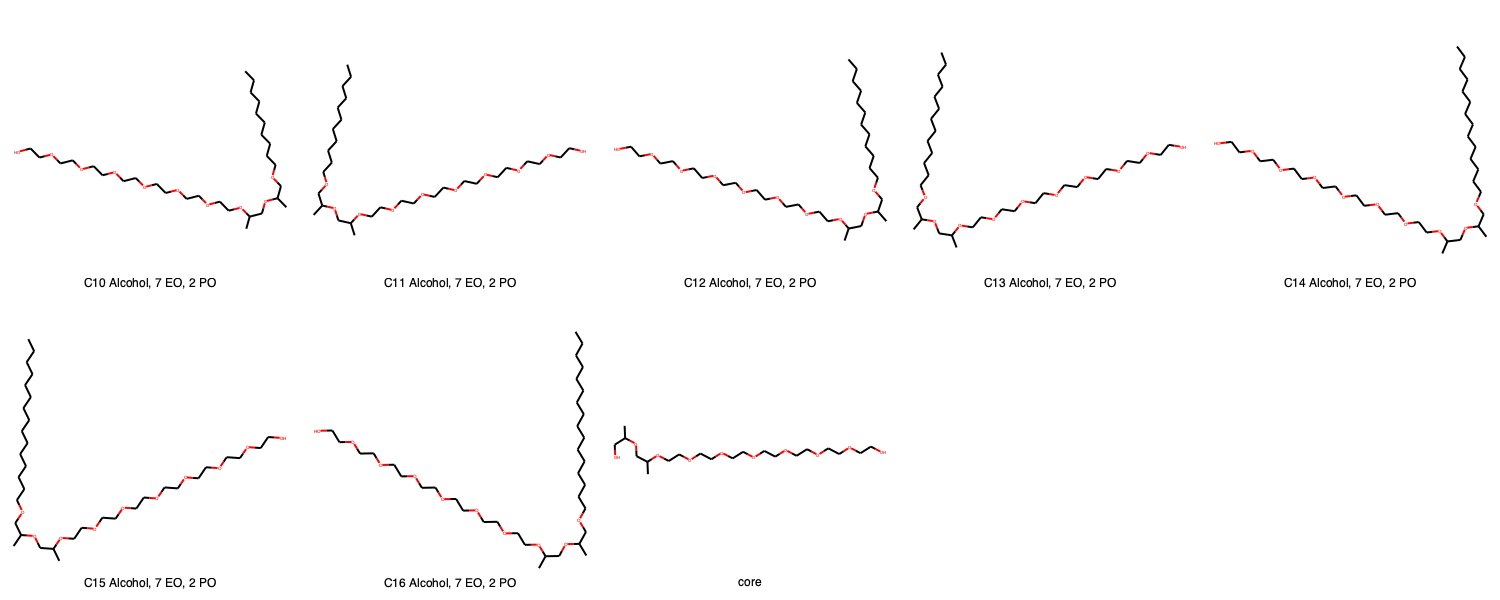 C10 Alcohol, 7 EO, 2 PO
C11 Alcohol, 7 EO, 2 PO
C12 Alcohol, 7 EO, 2 PO
C13 Alcohol, 7 EO, 2 PO
C14 Alcohol, 7 EO, 2 PO
C15 Alcohol, 7 EO, 2 PO
C16 Alcohol, 7 EO, 2 PO
core